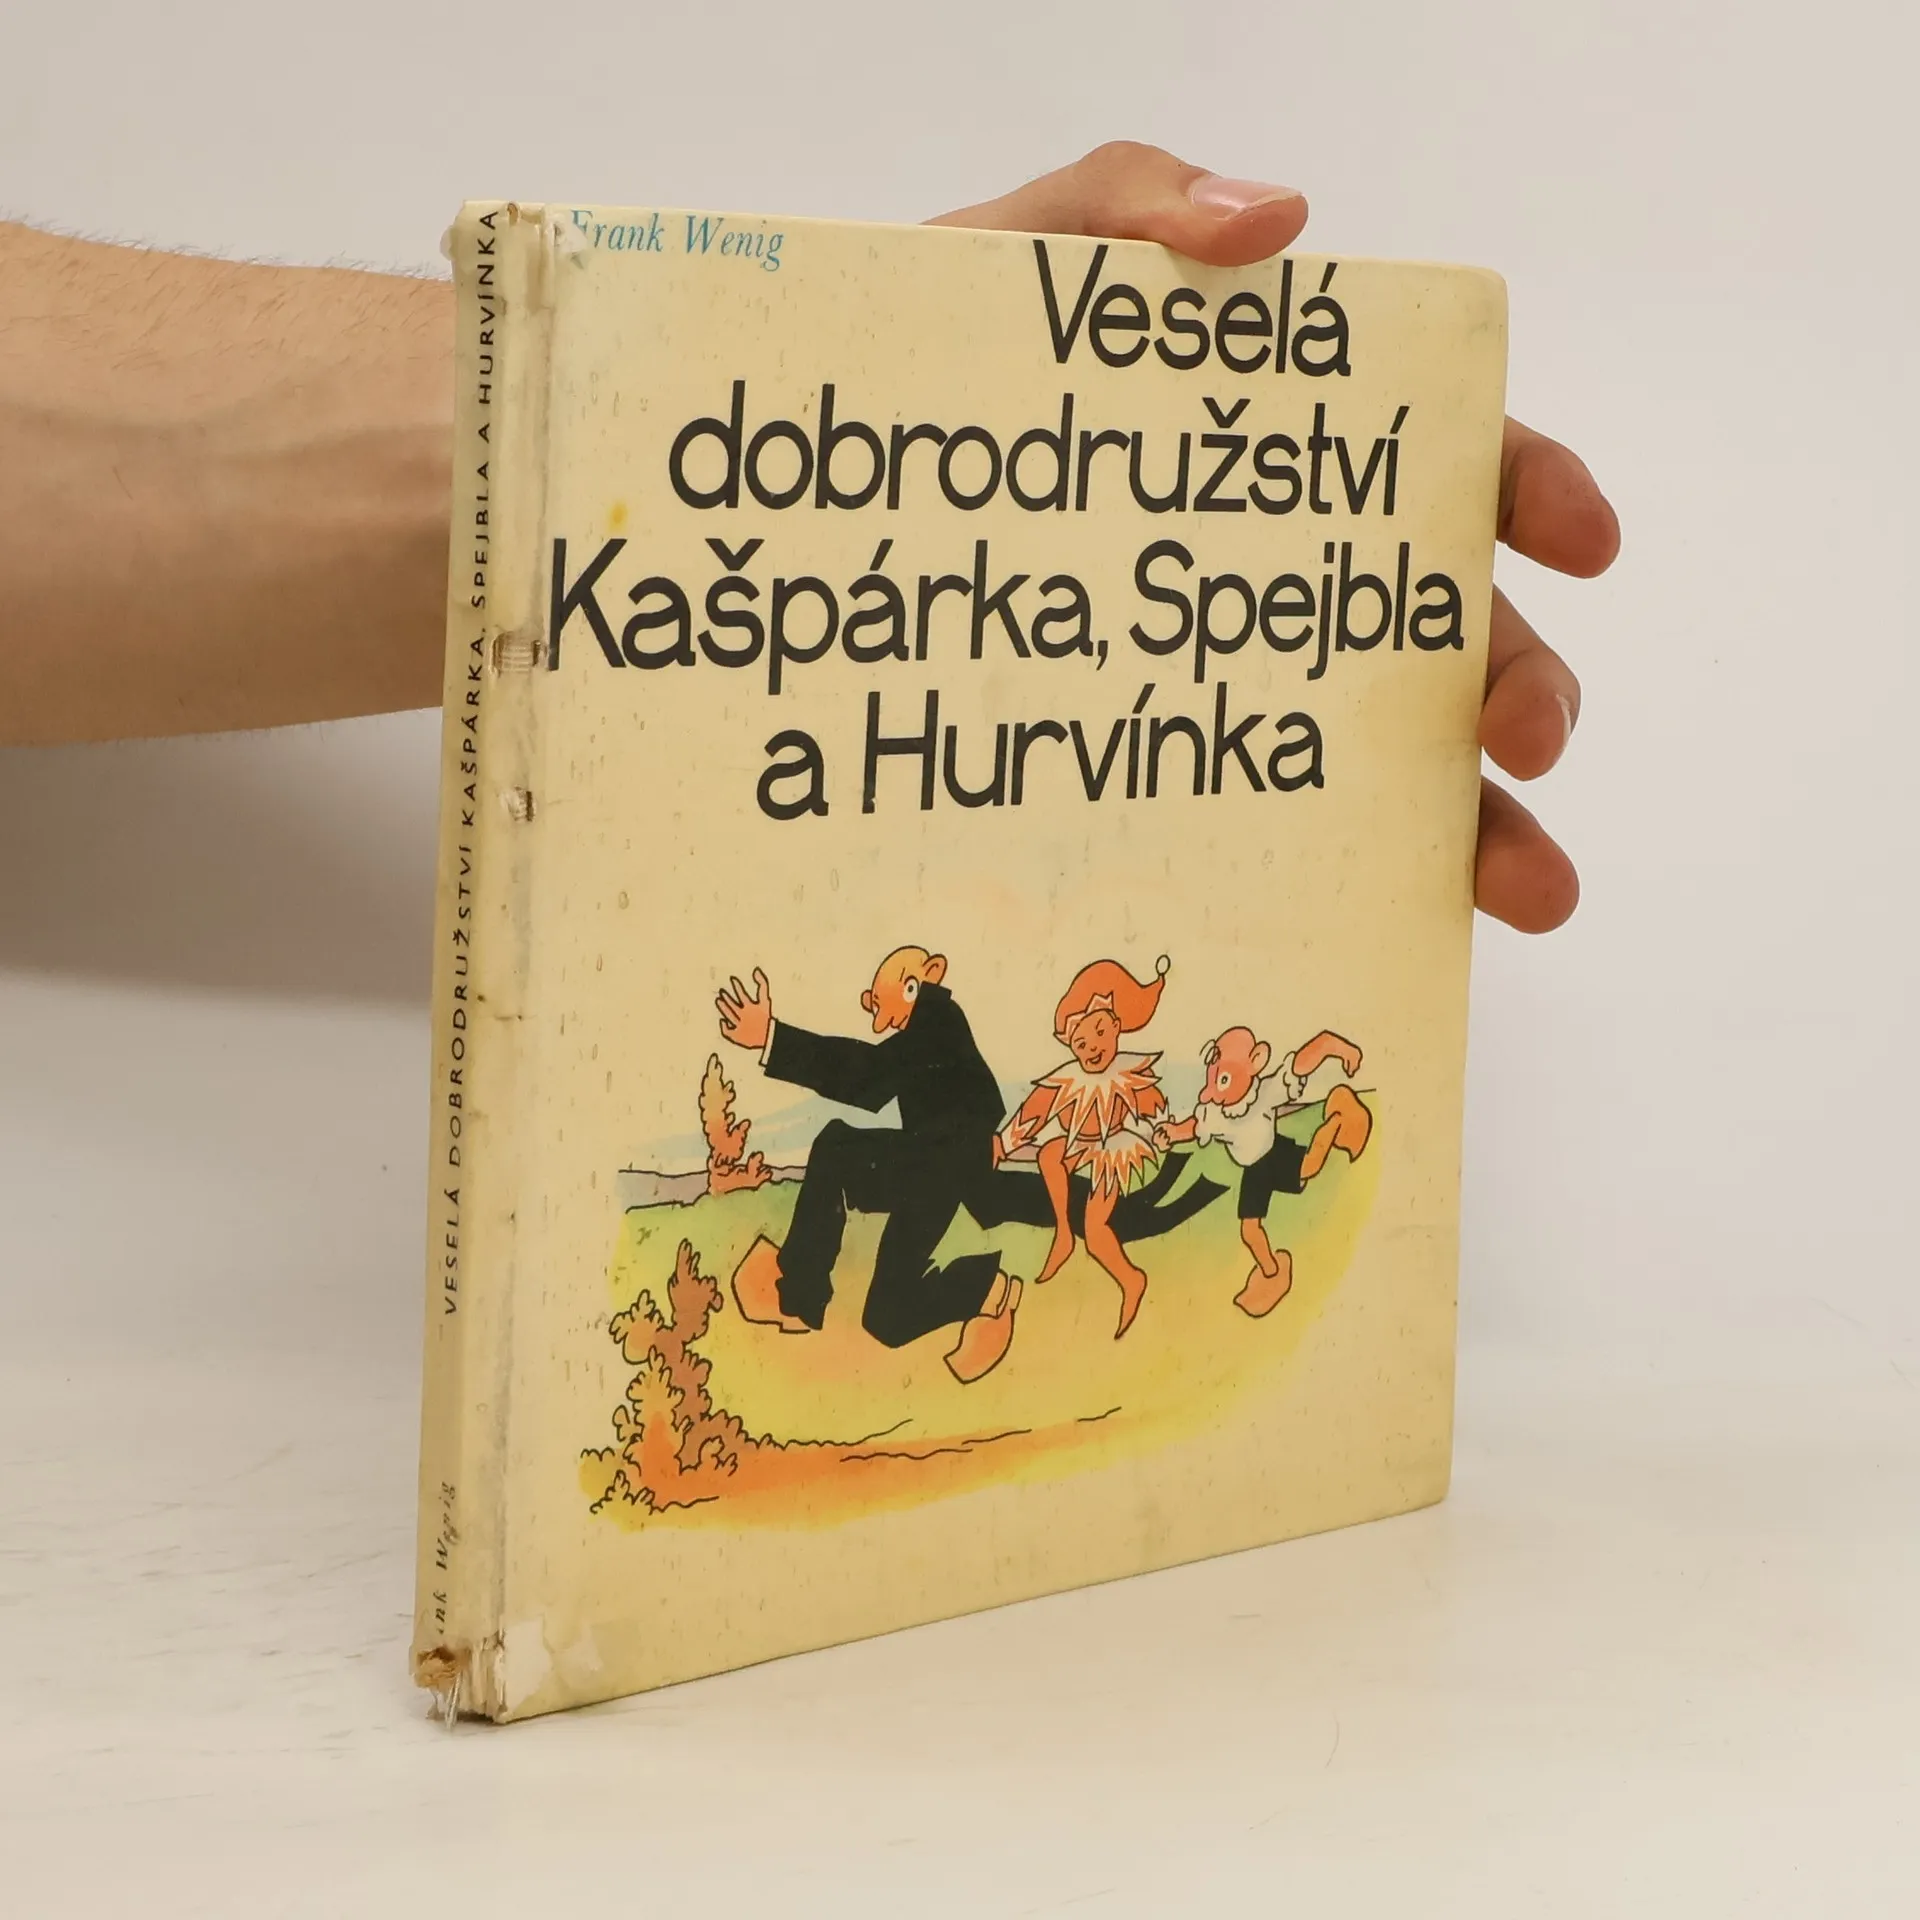 Frank Wenig
Veselá
dobrodružství
Kašpárka, Spejbla
a Hurvínka
VESELÁ DOBRODRUŽSTVÍ KAŠPÁRKA, SPEJBLA A HURVÍNKA
Wenig